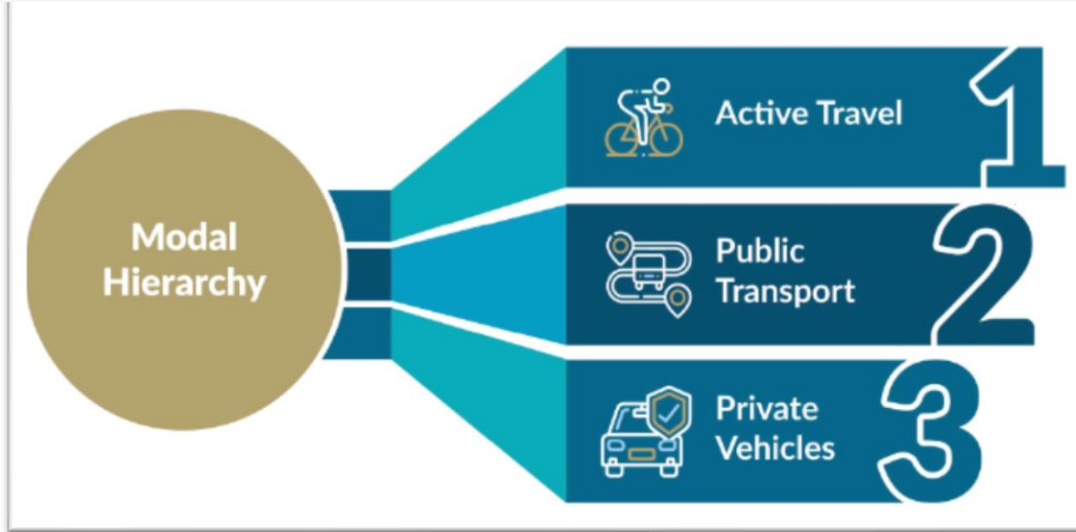 Modal
Hierarchy
Active Travel
1
Public
Transport
2
Private
Vehicles
3